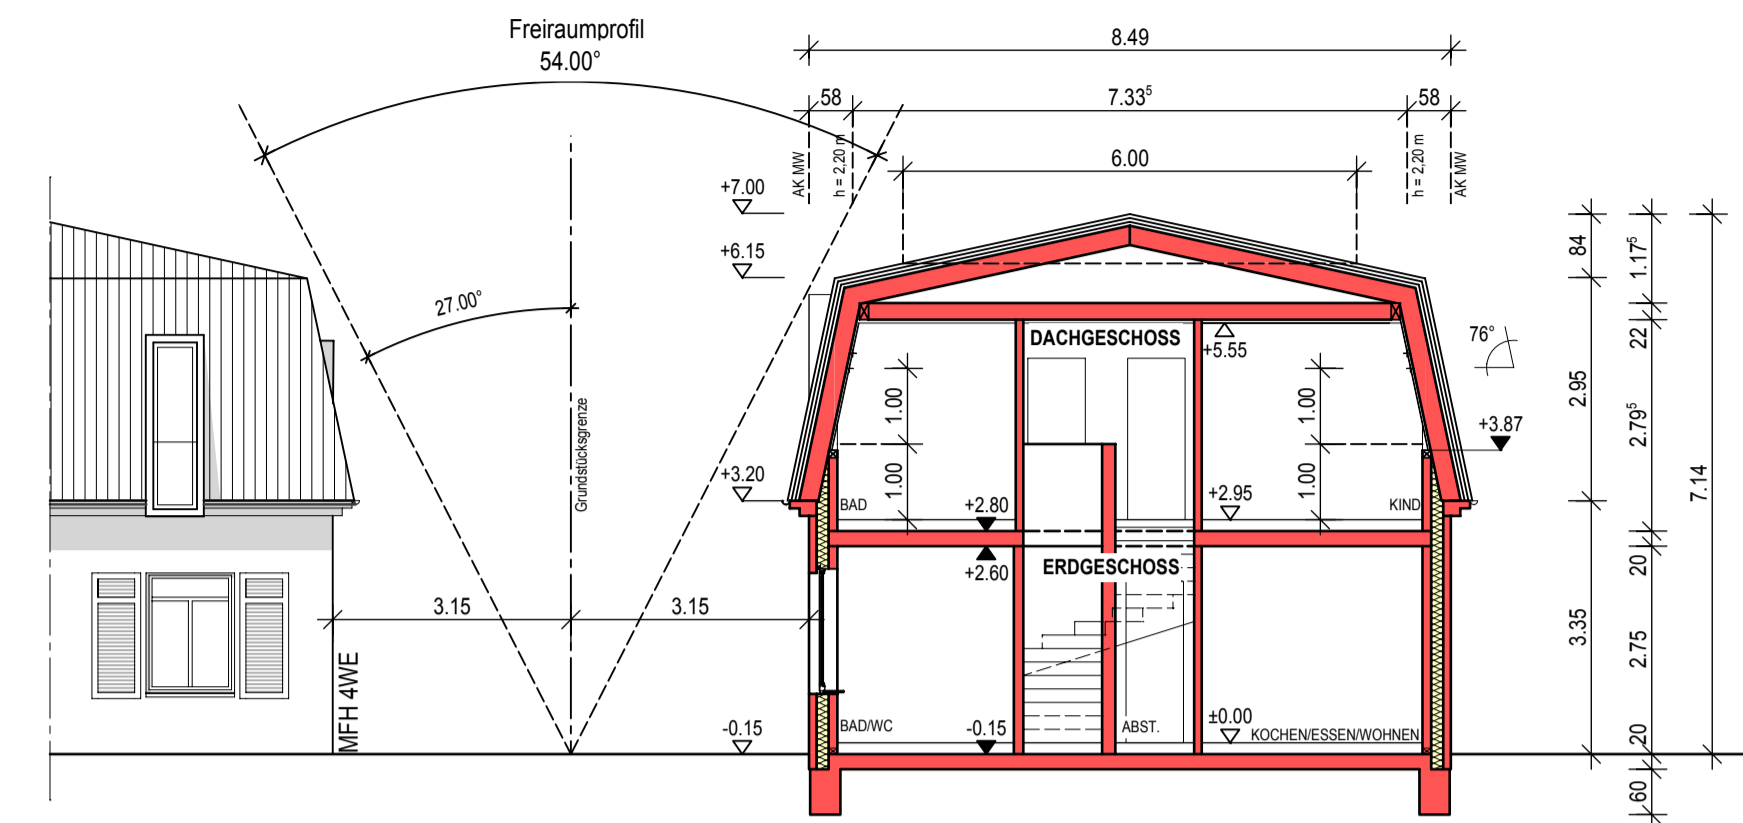 Freiraumprofil
54.00°
8.49
58
7.33⁵
58
AK MW
h = 2,20 m
6.00
h = 2,20 m
AK MW
+7.00
+6.15
84
1.17⁵
27.00°
DACHGESCHOSS
+5.55
76°
22
Grundstücksgrenze
1.00
1.00
2.95
2.79⁵
+3.87
+3.20
1.00
1.00
7.14
BAD
+2.80
+2.95
KIND
+2.60
ERDGESCHOSS
20
3.15
3.15
3.35
2.75
MFH 4WE
-0.15
BAD/WC
-0.15
ABST.
±0.00
KOCHEN/ESSEN/WOHNEN
20
60